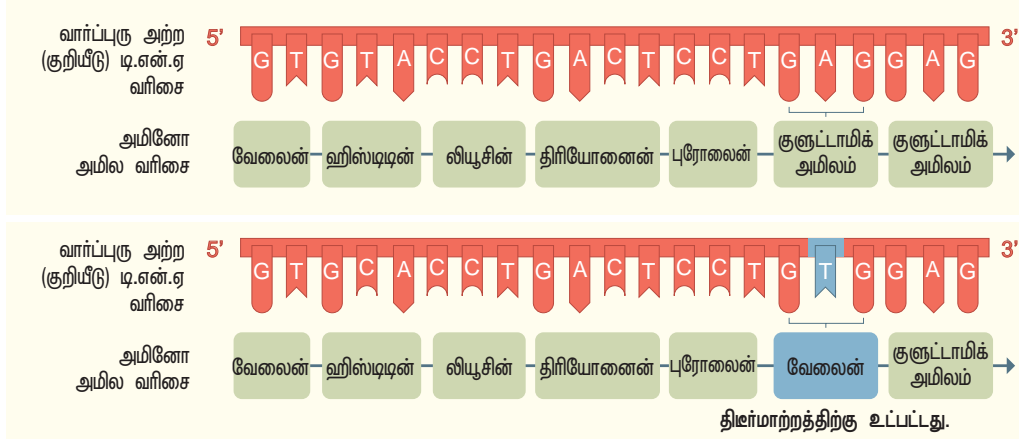 வார்ப்புரு அற்ற
(குறியீடு) டி.என்.ஏ
வரிசை
5’ G T G T A C C T G A C T C C T G A G G A G 3’
அமினோ
அமில வரிசை
வேலைன் ஹிஸ்டிடின் லியூசின் திரியோனைன் புரோலைன் குளுட்டாமிக் அமிலம் குளுட்டாமிக் அமிலம்
வார்ப்புரு அற்ற
(குறியீடு) டி.என்.ஏ
வரிசை
5’ G T G C A C C T G A C T C C T G T G G A G 3’
அமினோ
அமில வரிசை
வேலைன் ஹிஸ்டிடின் லியூசின் திரியோனைன் புரோலைன் வேலைன் குளுட்டாமிக் அமிலம்
திடீர்மாற்றத்திற்கு உட்பட்டது.